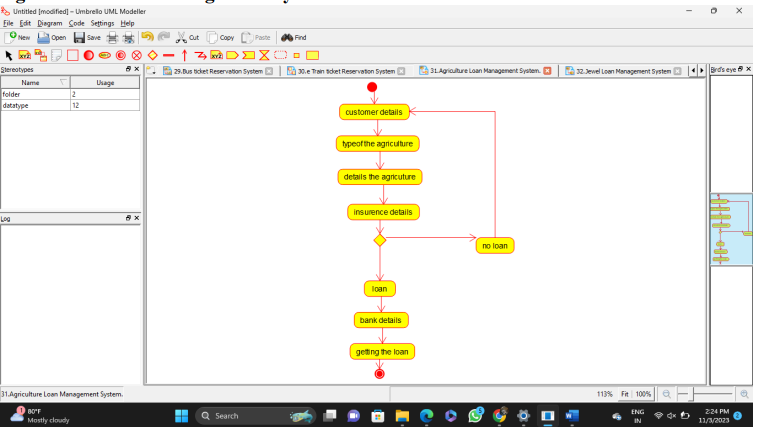 Untitled [modified] - Umbrello UML Modeller
File Edit Diagram Code Settings Help
New Open Save Cut Copy Paste Find
Stereotypes
29.Bus ticket Reservation System 30.e Train ticket Reservation System 31.Agriculture Loan Management System. 32.Jewel Loan Management System
Bird's eye
Name Usage
folder 2
datatype 12
Log
customer details
typeof the agriculture
details the agricuture
insurence details
no loan
loan
bank details
getting the loan
31.Agriculture Loan Management System.
113% Fit 100%
80°F
Mostly cloudy
Search
ENG
IN
2:24 PM
11/3/2023